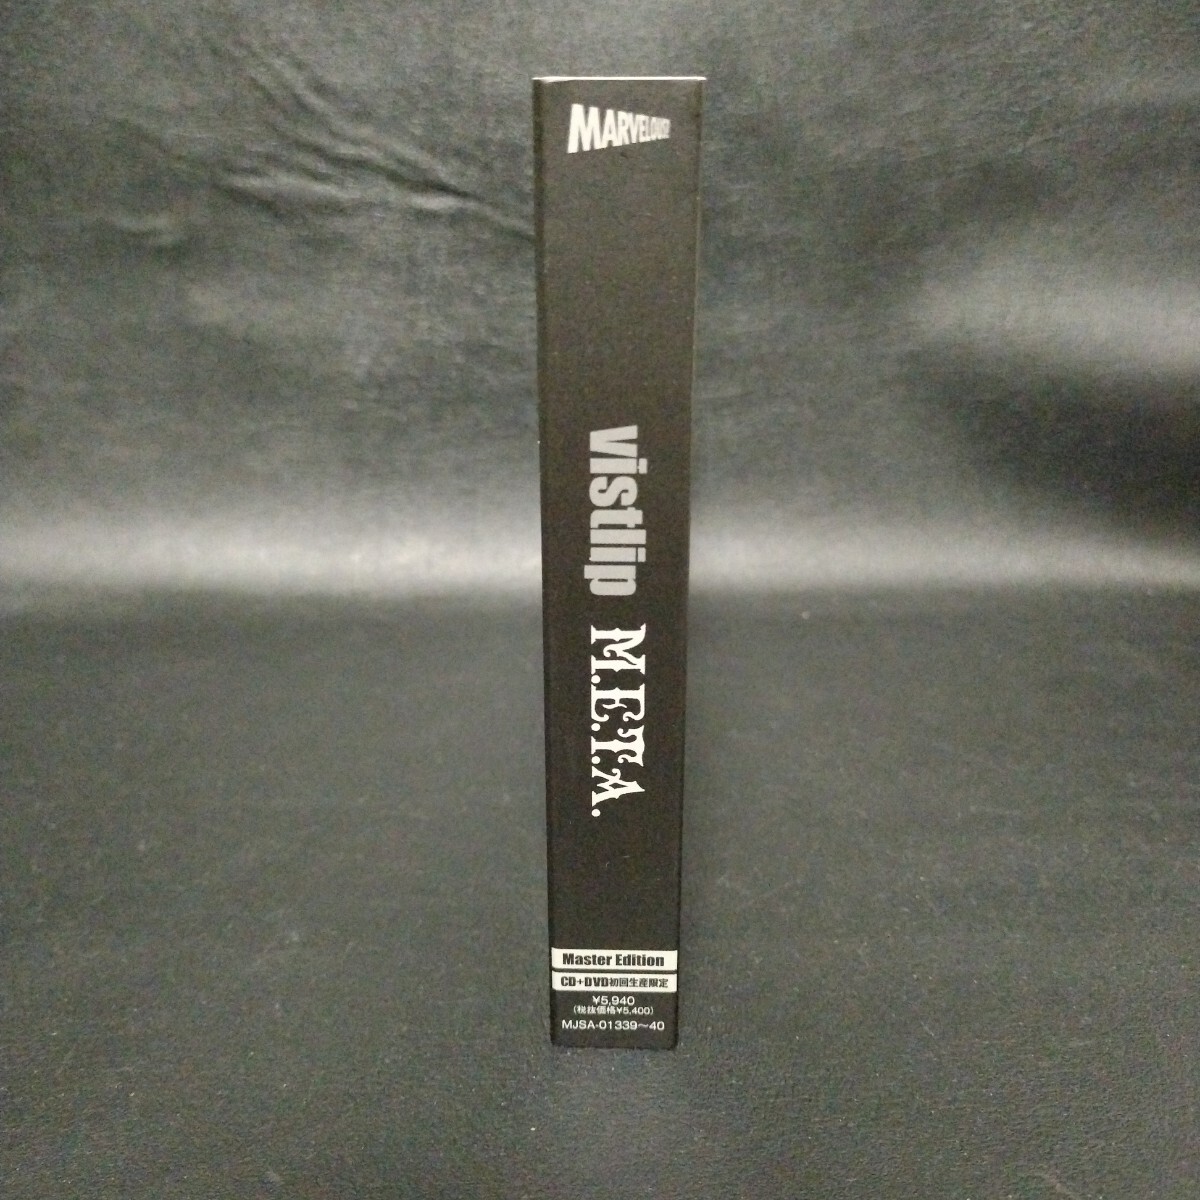 MARVELOUS!
vistlip M.E.T.A.
Master Edition
CD+DVD初回生産限定
¥5,940
(税抜価格¥5,400)
MJSA-01339〜40